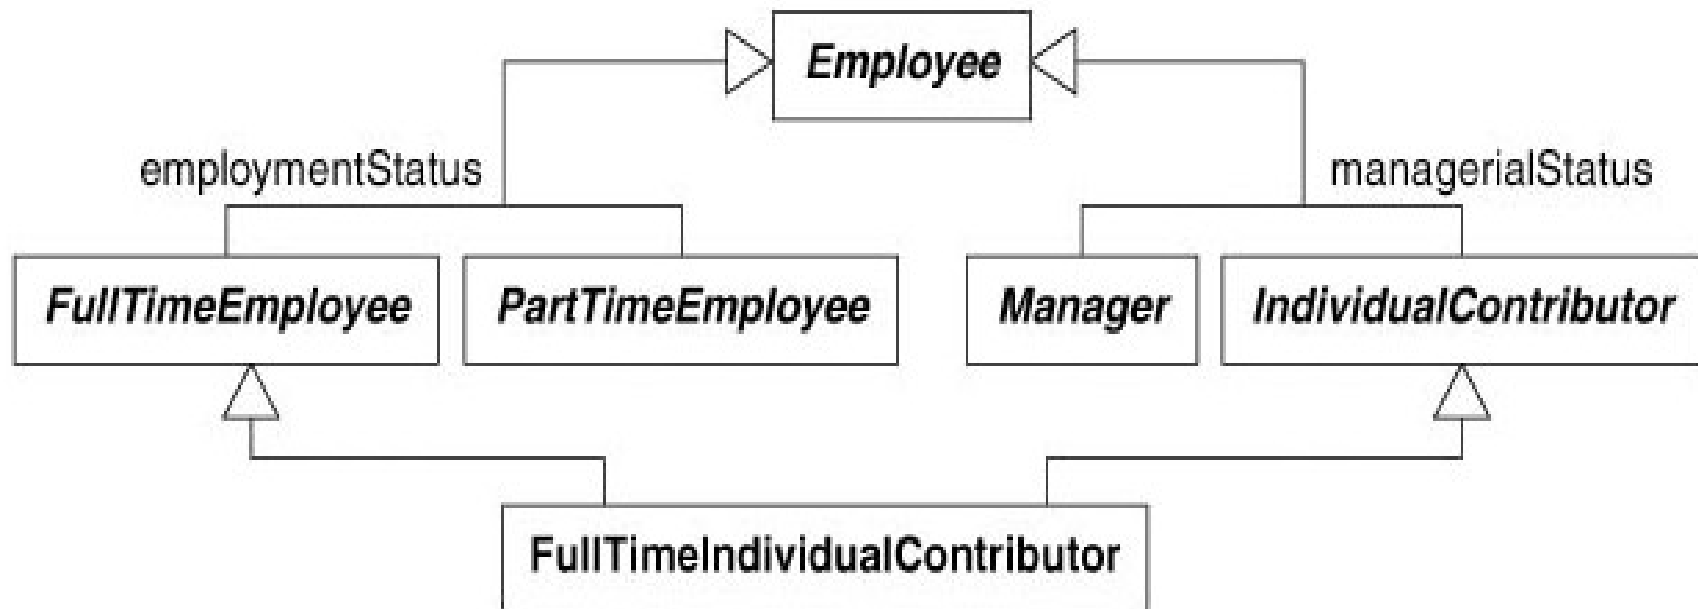 Employee
employmentStatus
managerialStatus
FullTimeEmployee
PartTimeEmployee
Manager
IndividualContributor
FullTimeIndividualContributor